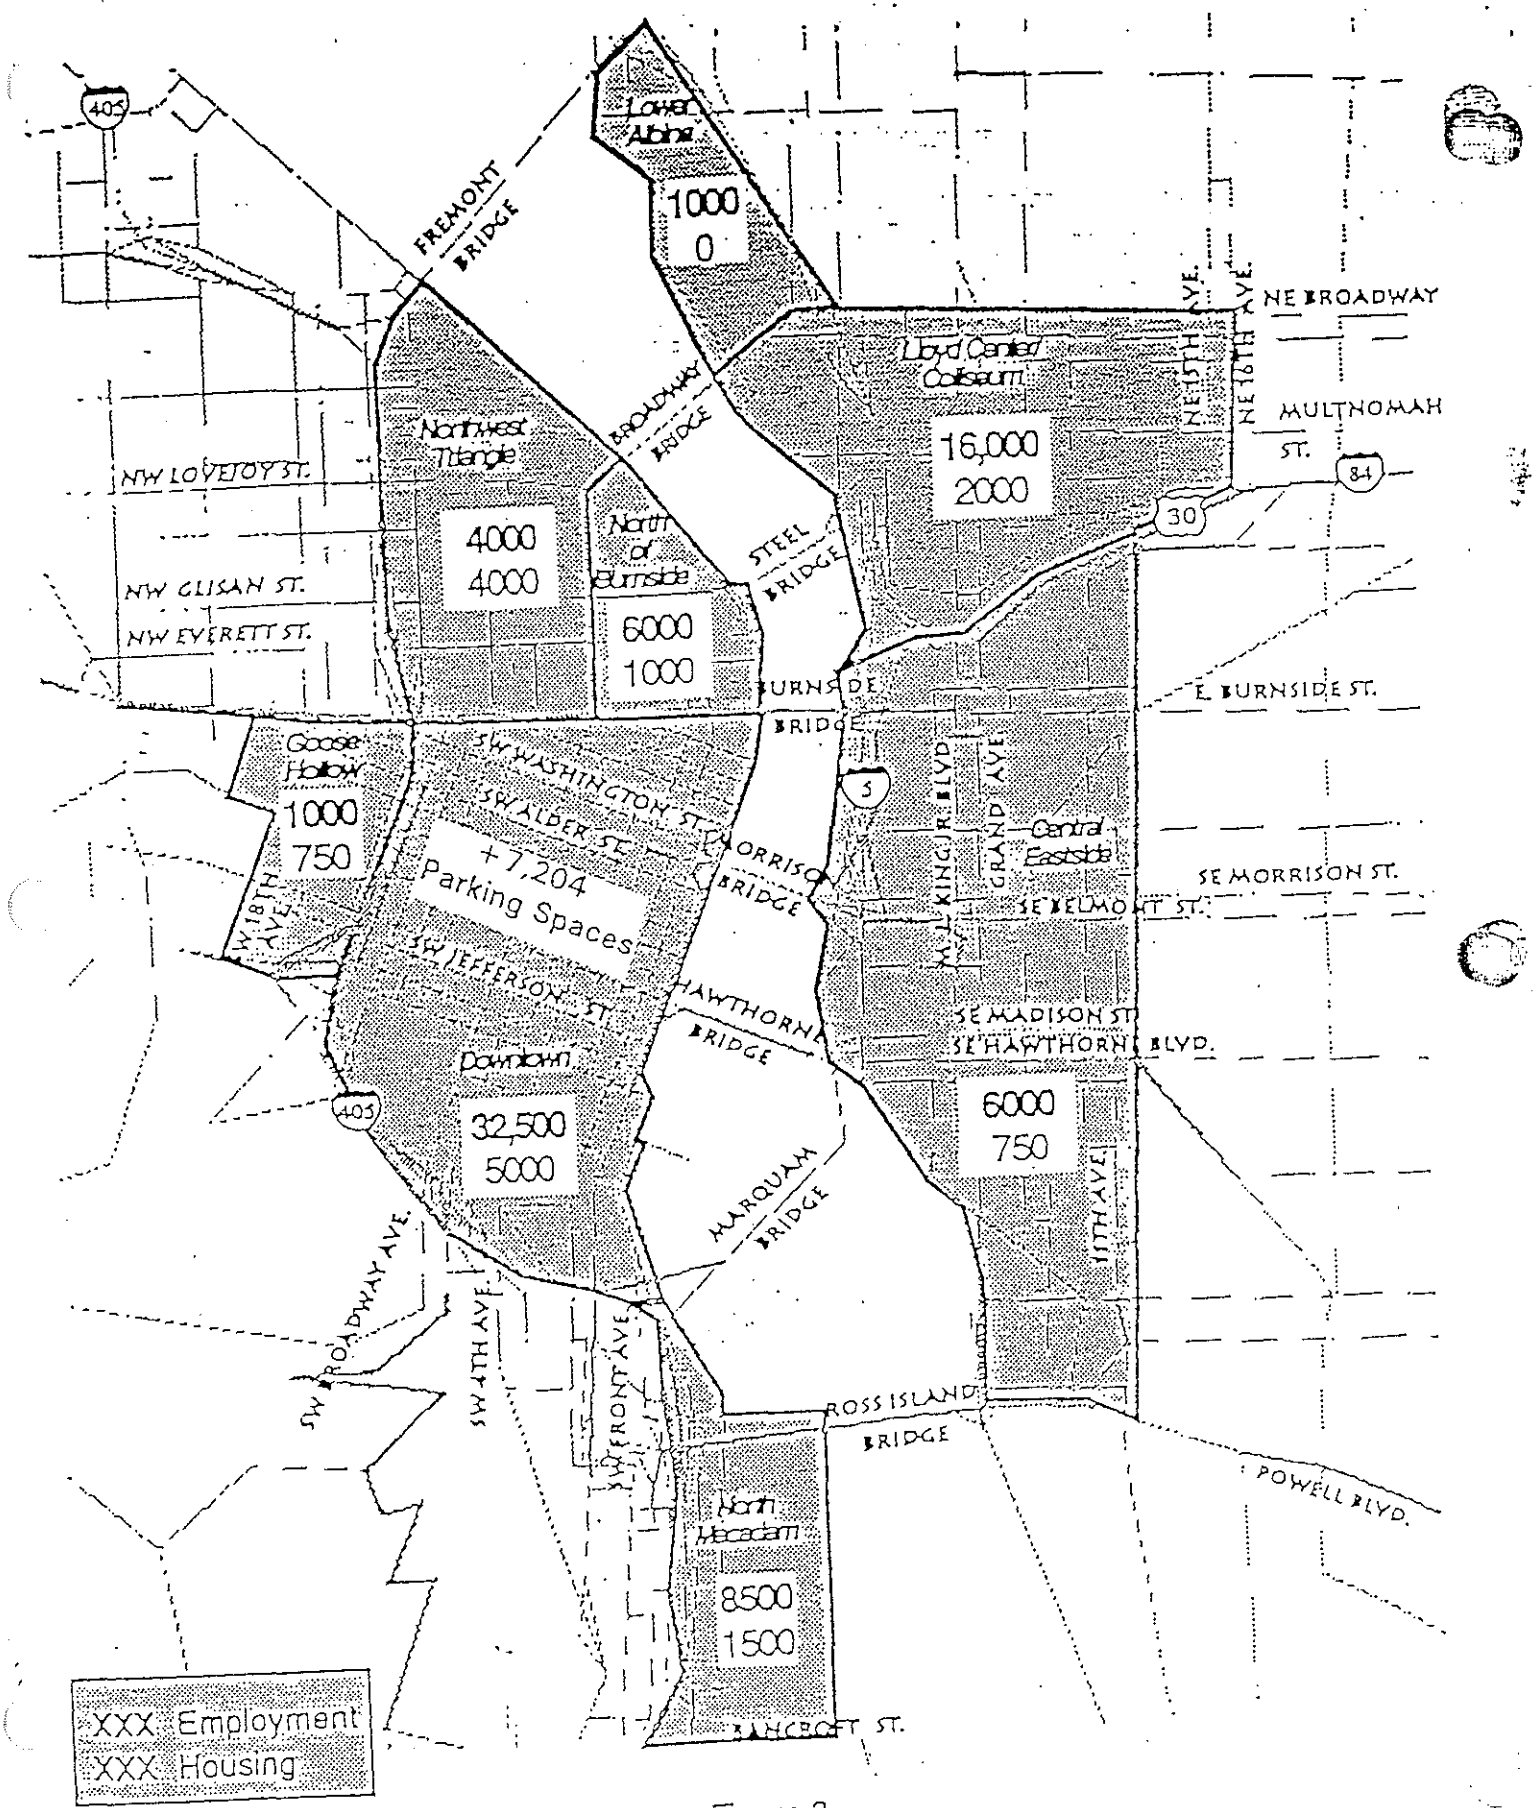 405
Lower
Albina
1000
0
FREMONT
BRIDGE
NE 15TH AVE.
NE 16TH AVE.
NE BROADWAY
Lloyd Center/
Coliseum
16,000
2000
MULTNOMAH
ST.
84
30
BROADWAY
BRIDGE
Northwest
Triangle
4000
4000
NW LOVEJOY ST.
NW GLISAN ST.
NW EVERETT ST.
North
of
Burnside
6000
1000
STEEL
BRIDGE
BURNSIDE
BRIDGE
E. BURNSIDE ST.
Goose
Hollow
1000
750
SW 18TH
AVE.
SW WASHINGTON ST.
SW ALDER ST.
+7,204
Parking Spaces
SW JEFFERSON ST.
MORRISON
BRIDGE
5
M.L. KING JR. BLVD.
GRAND AVE.
Central
Eastside
SE MORRISON ST.
SE BELMONT ST.
HAWTHORNE
BRIDGE
SE MADISON ST.
SE HAWTHORNE BLVD.
6000
750
11TH AVE.
Downtown
32,500
5000
405
MARQUAM
BRIDGE
SW BROADWAY AVE.
SW 4TH AVE.
SW FRONT AVE.
ROSS ISLAND
BRIDGE
POWELL BLVD.
North
Macadam
8500
1500
BANCROFT ST.
XXX Employment
XXX Housing